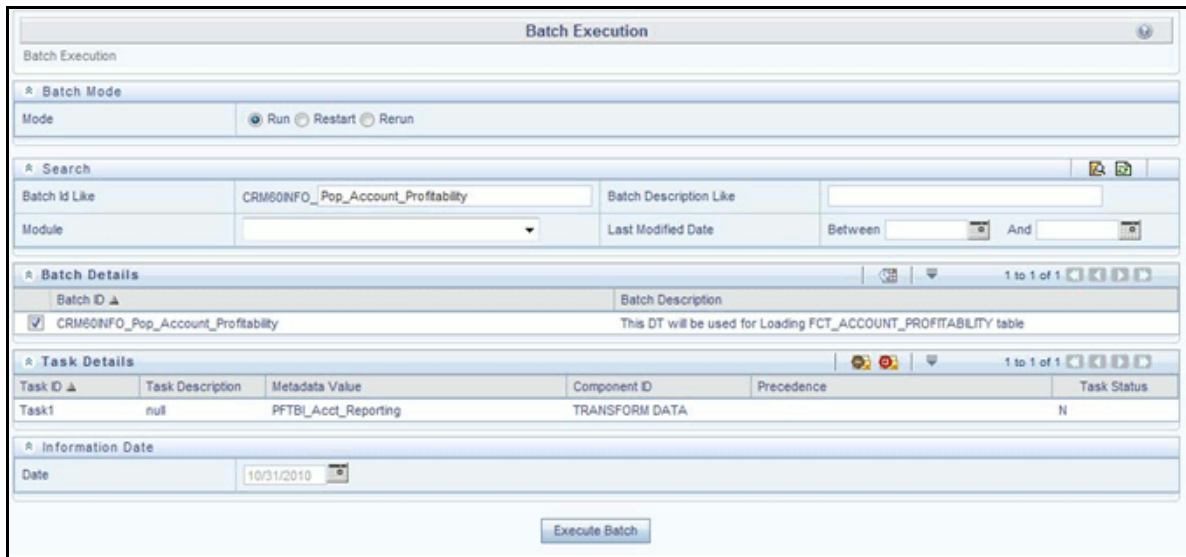 Batch Execution
Batch Execution
Batch Mode
Mode Run Restart Rerun
Search
Batch Id Like CRM60INFO_ Pop_Account_Profitability Batch Description Like
Module Last Modified Date Between And
Batch Details 1 to 1 of 1
Batch ID Batch Description
CRM60INFO_Pop_Account_Profitability This DT will be used for Loading FCT_ACCOUNT_PROFITABILITY table
Task Details 1 to 1 of 1
Task ID Task Description Metadata Value Component ID Precedence Task Status
Task1 null PFTBI_Acct_Reporting TRANSFORM DATA N
Information Date
Date 10/31/2010
Execute Batch